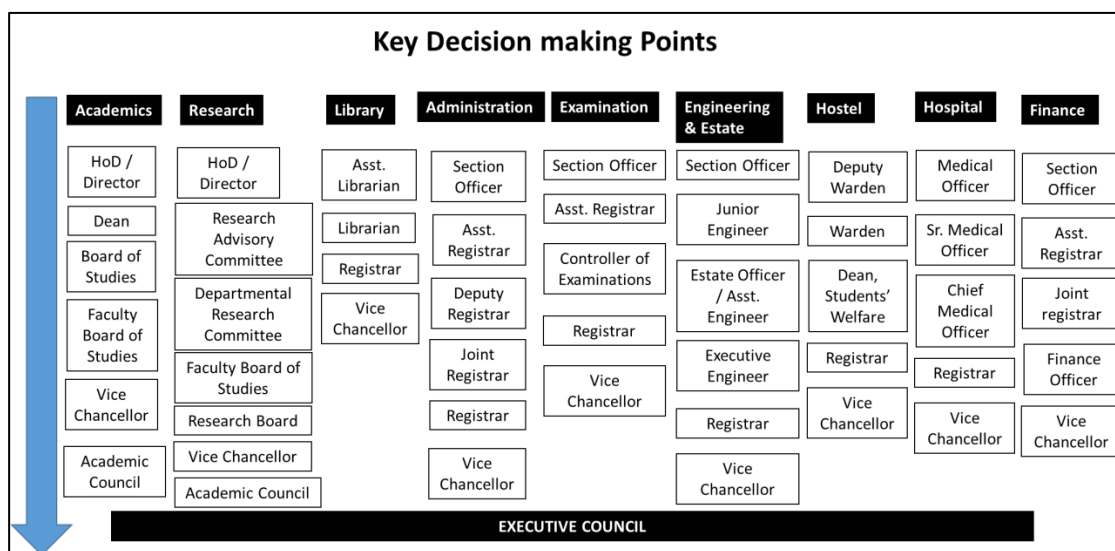 Key Decision making Points
Academics
HoD /
Director
Dean
Board of
Studies
Faculty
Board of
Studies
Vice
Chancellor
Academic
Council
Research
HoD /
Director
Research
Advisory
Committee
Departmental
Research
Committee
Faculty Board of
Studies
Research Board
Vice Chancellor
Academic Council
Library
Asst.
Librarian
Librarian
Registrar
Vice
Chancellor
Administration
Section
Officer
Asst.
Registrar
Deputy
Registrar
Joint
Registrar
Registrar
Vice
Chancellor
Examination
Section Officer
Asst. Registrar
Controller of
Examinations
Registrar
Vice
Chancellor
Engineering
& Estate
Section Officer
Junior
Engineer
Estate Officer
/ Asst.
Engineer
Executive
Engineer
Registrar
Vice
Chancellor
Hostel
Deputy
Warden
Warden
Dean,
Students’
Welfare
Registrar
Vice
Chancellor
Hospital
Medical
Officer
Sr. Medical
Officer
Chief
Medical
Officer
Registrar
Vice
Chancellor
Finance
Section
Officer
Asst.
Registrar
Joint
registrar
Finance
Officer
Vice
Chancellor
EXECUTIVE COUNCIL